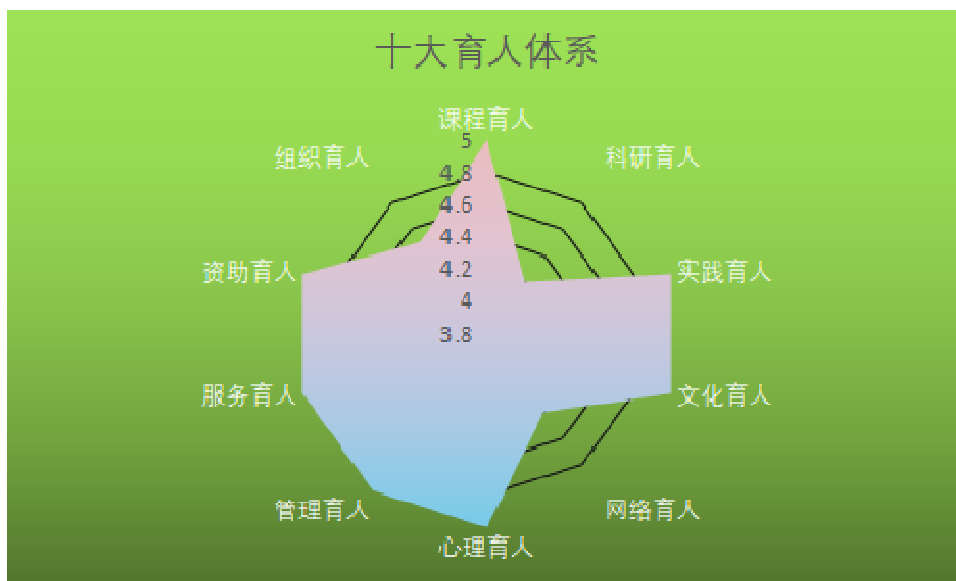 十大育人体系
课程育人
5
组织育人
科研育人
4.8
4.6
4.4
资助育人
4.2
实践育人
4
3.8
服务育人
文化育人
管理育人
网络育人
心理育人